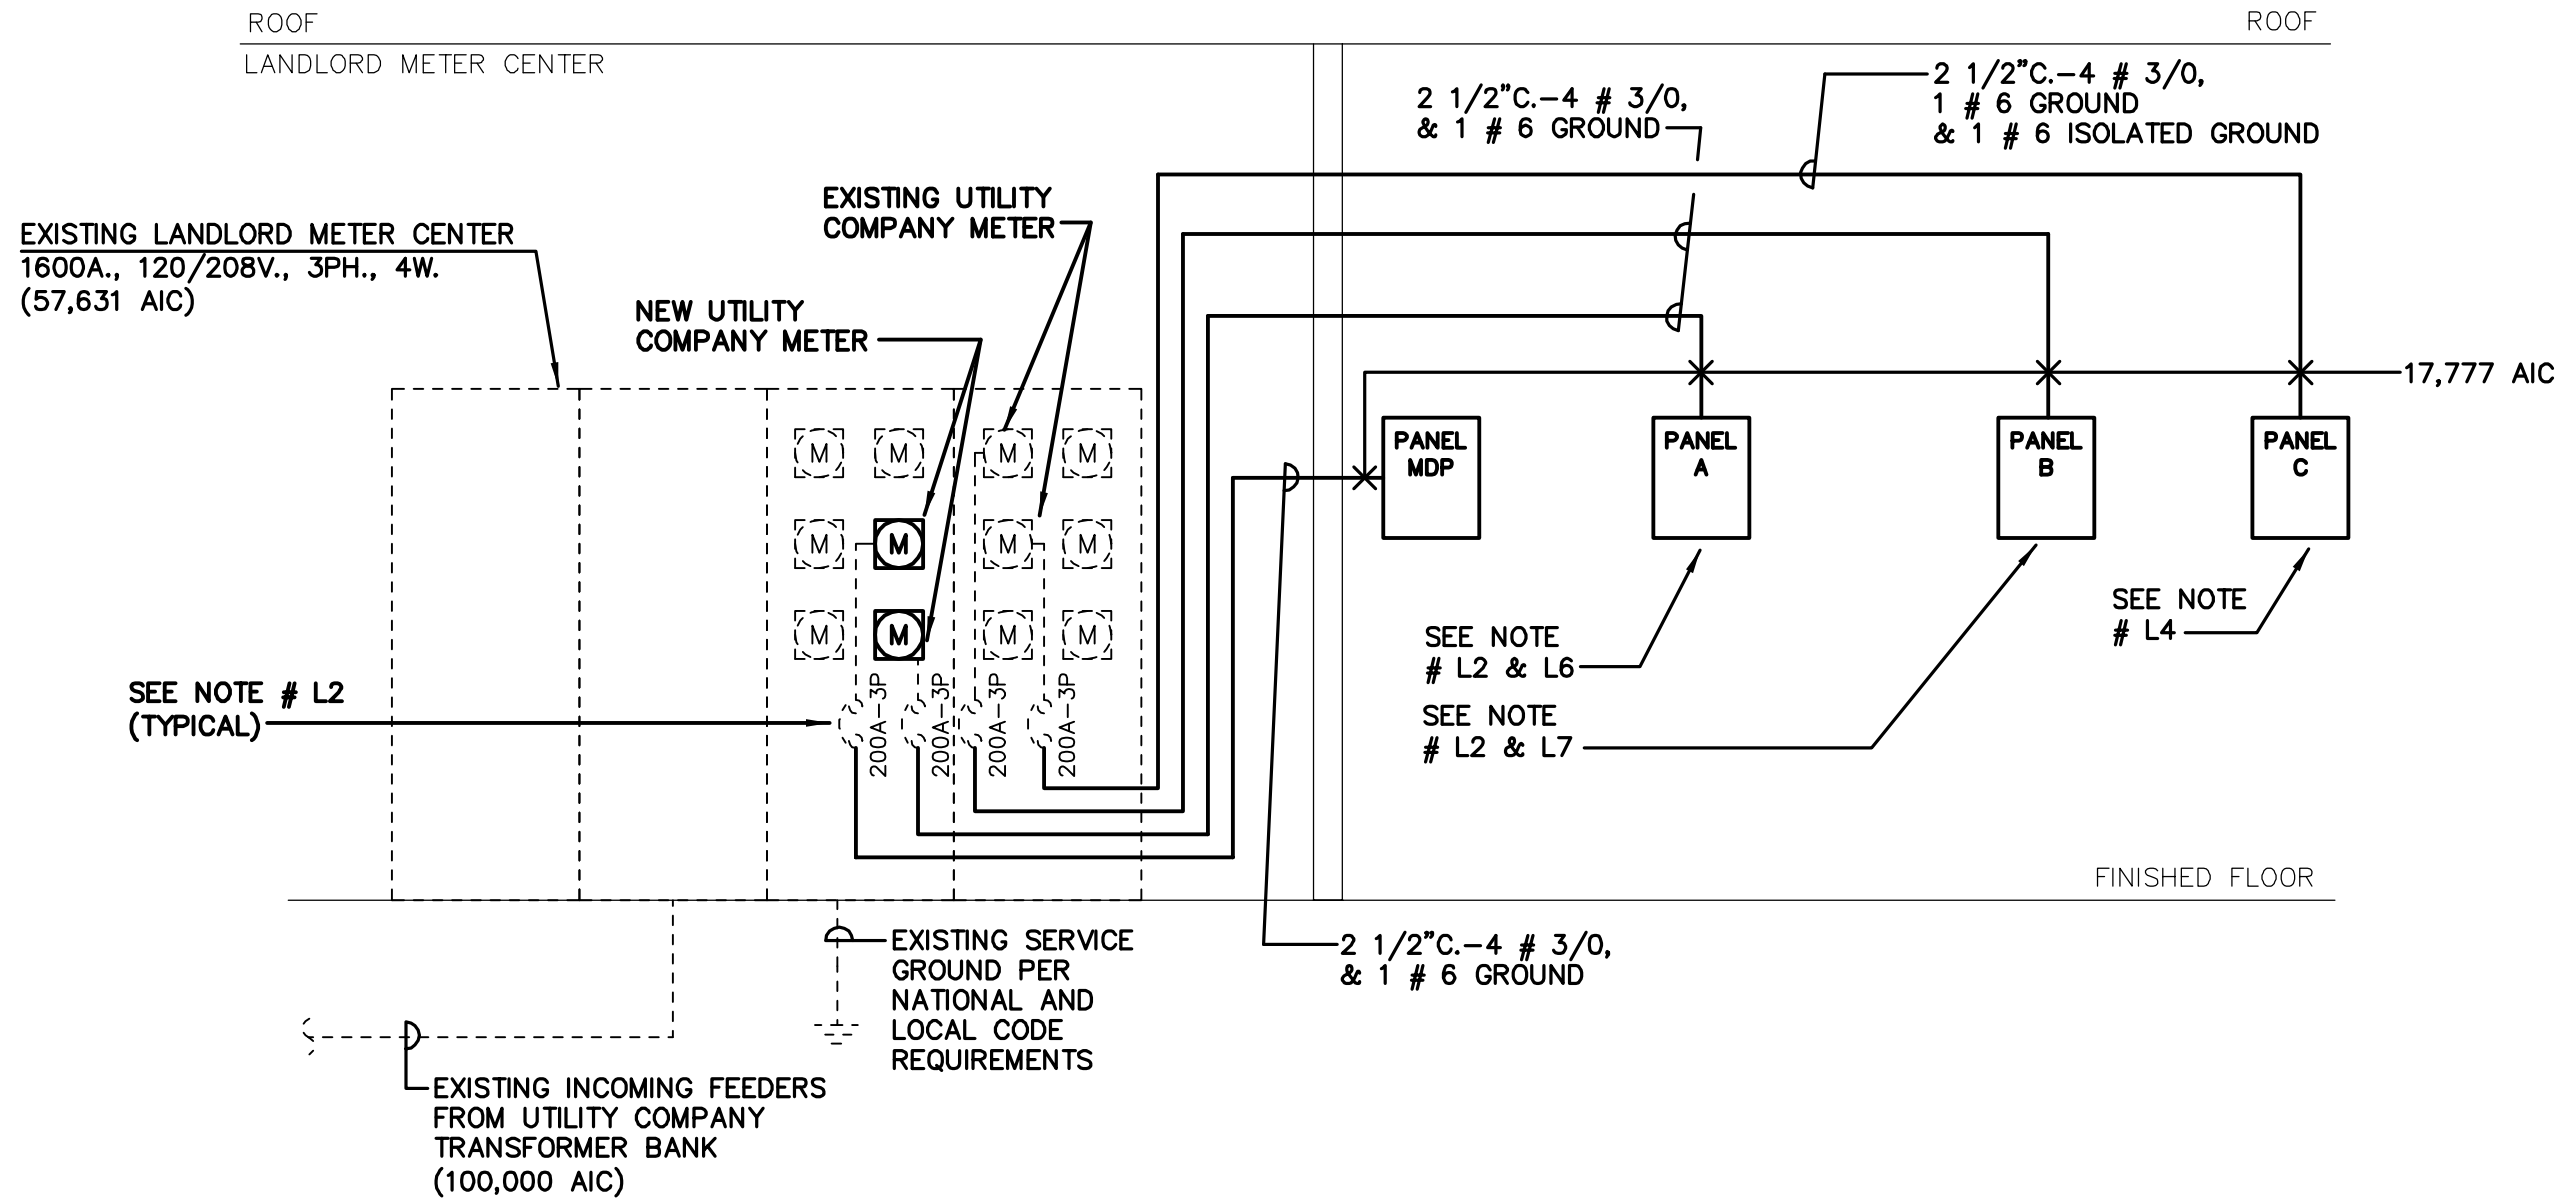 ROOF
ROOF
LANDLORD METER CENTER
2 1/2"C.-4 # 3/0,
& 1 # 6 GROUND
2 1/2"C.-4 # 3/0,
1 # 6 GROUND
& 1 # 6 ISOLATED GROUND
EXISTING UTILITY
COMPANY METER
EXISTING LANDLORD METER CENTER
1600A., 120/208V., 3PH., 4W.
(57,631 AIC)
NEW UTILITY
COMPANY METER
17,777 AIC
M
M
M
M
M
M
M
M
M
M
M
M
PANEL
MDP
PANEL
A
PANEL
B
PANEL
C
SEE NOTE
# L4
SEE NOTE
# L2 & L6
SEE NOTE
# L2 & L7
SEE NOTE # L2
(TYPICAL)
200A-3P
200A-3P
200A-3P
200A-3P
FINISHED FLOOR
EXISTING SERVICE
GROUND PER
NATIONAL AND
LOCAL CODE
REQUIREMENTS
2 1/2"C.-4 # 3/0,
& 1 # 6 GROUND
EXISTING INCOMING FEEDERS
FROM UTILITY COMPANY
TRANSFORMER BANK
(100,000 AIC)